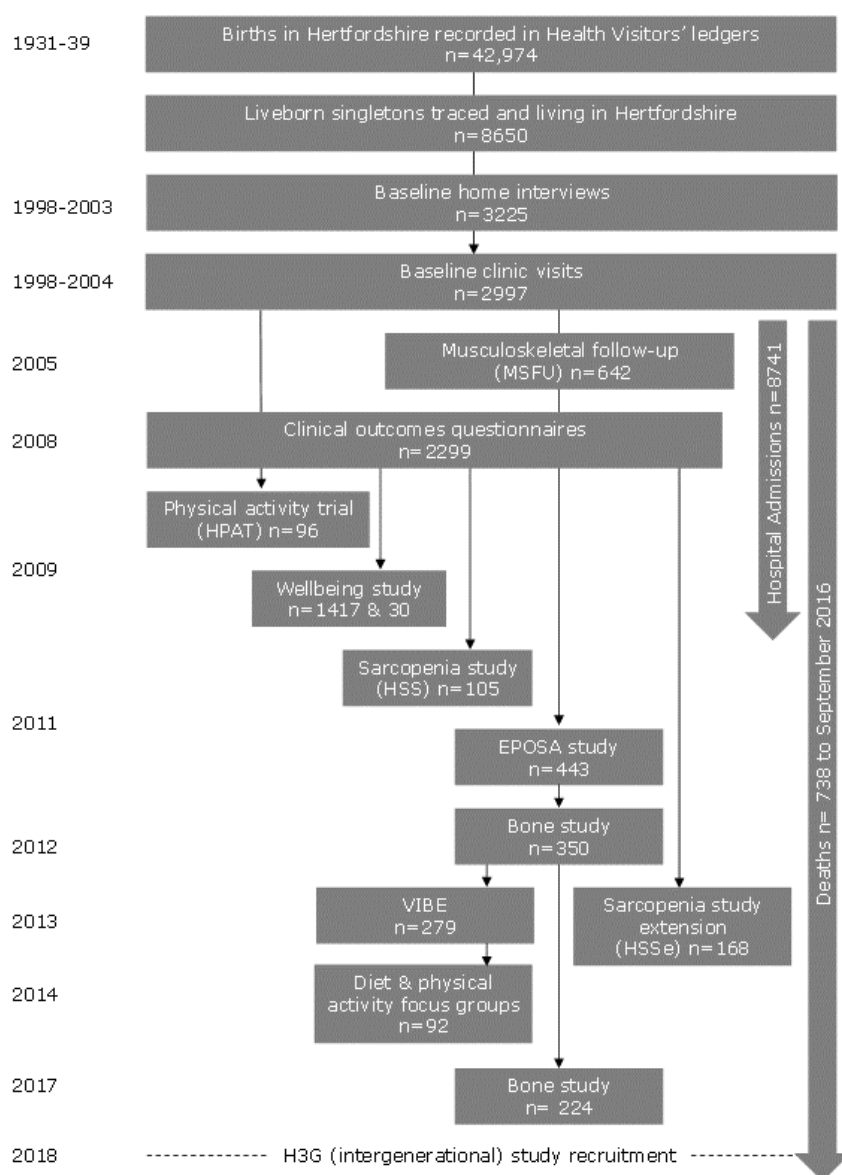 1931-39
Births in Hertfordshire recorded in Health Visitors' ledgers
n=42,974
Liveborn singletons traced and living in Hertfordshire
n=8650
1998-2003
Baseline home interviews
n=3225
1998-2004
Baseline clinic visits
n=2997
2005
Musculoskeletal follow-up
(MSFU) n=642
2008
Clinical outcomes questionnaires
n=2299
Physical activity trial
(HPAT) n=96
2009
Wellbeing study
n=1417 & 30
Sarcopenia study
(HSS) n=105
2011
EPOSA study
n=443
2012
Bone study
n=350
2013
VIBE
n=279
Sarcopenia study
extension
(HSSe) n=168
2014
Diet & physical
activity focus groups
n=92
2017
Bone study
n= 224
2018
H3G (intergenerational) study recruitment
Hospital Admissions n=8741
Deaths n= 738 to September 2016